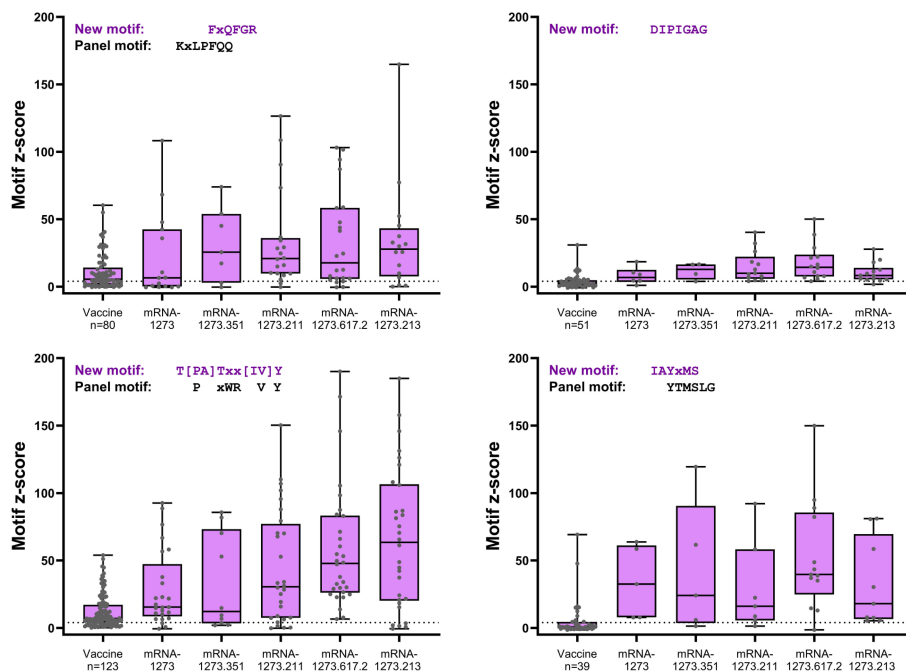 New motif: FxQFGR
Panel motif: KxLPFQQ
Motif z-score
200
150
100
50
0
Vaccine n=80
mRNA-1273
mRNA-1273.351
mRNA-1273.211
mRNA-1273.617.2
mRNA-1273.213
New motif: DIPIGAG
Motif z-score
200
150
100
50
0
Vaccine n=51
mRNA-1273
mRNA-1273.351
mRNA-1273.211
mRNA-1273.617.2
mRNA-1273.213
New motif: T[PA]Txx[IV]Y
Panel motif: P xWR V Y
Motif z-score
200
150
100
50
0
Vaccine n=123
mRNA-1273
mRNA-1273.351
mRNA-1273.211
mRNA-1273.617.2
mRNA-1273.213
New motif: IAYxMS
Panel motif: YTMSLG
Motif z-score
200
150
100
50
0
Vaccine n=39
mRNA-1273
mRNA-1273.351
mRNA-1273.211
mRNA-1273.617.2
mRNA-1273.213